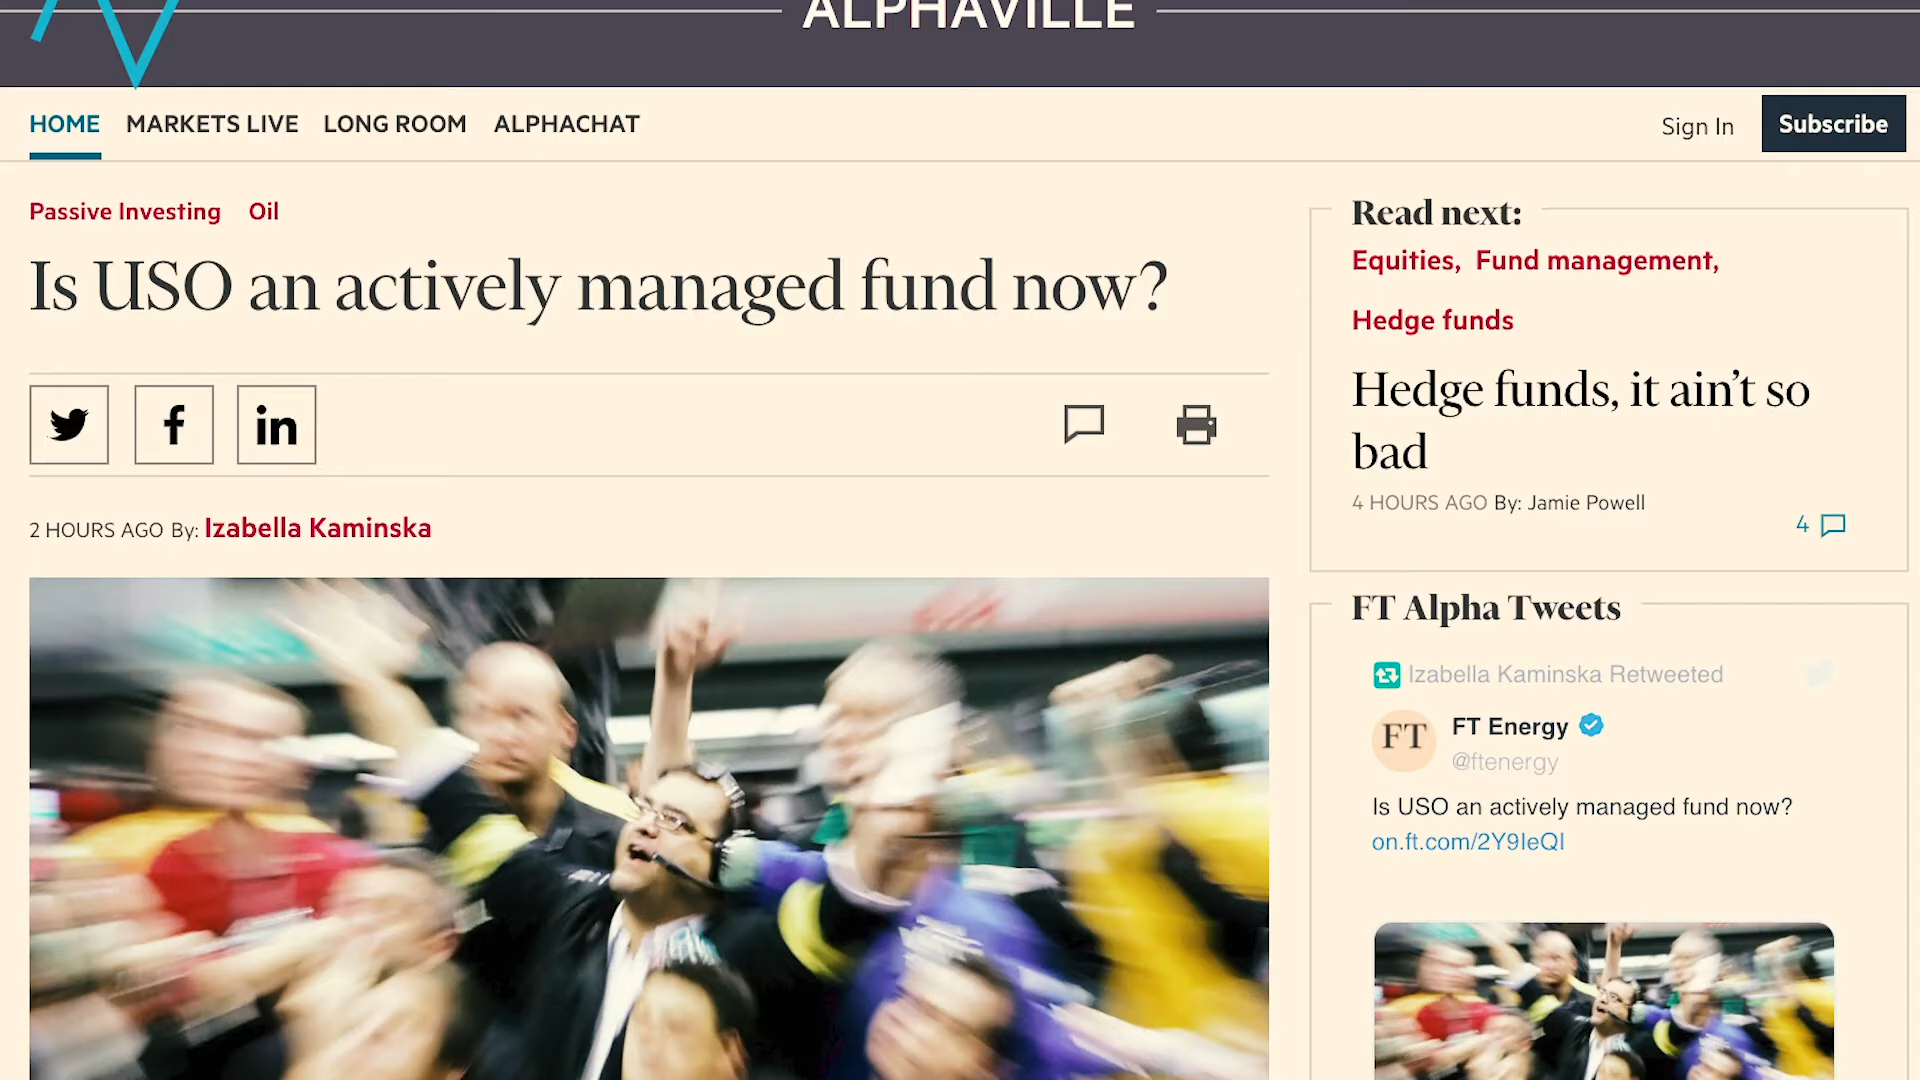 ALPHAVILLE
HOME MARKETS LIVE LONG ROOM ALPHACHAT
Sign In Subscribe
Passive Investing Oil
Is USO an actively managed fund now?
2 HOURS AGO By: Izabella Kaminska
Read next:
Equities, Fund management,
Hedge funds
Hedge funds, it ain't so
bad
4 HOURS AGO By: Jamie Powell
4
FT Alpha Tweets
Izabella Kaminska Retweeted
FT
FT Energy
@ftenergy
Is USO an actively managed fund now?
on.ft.com/2Y9IeQI